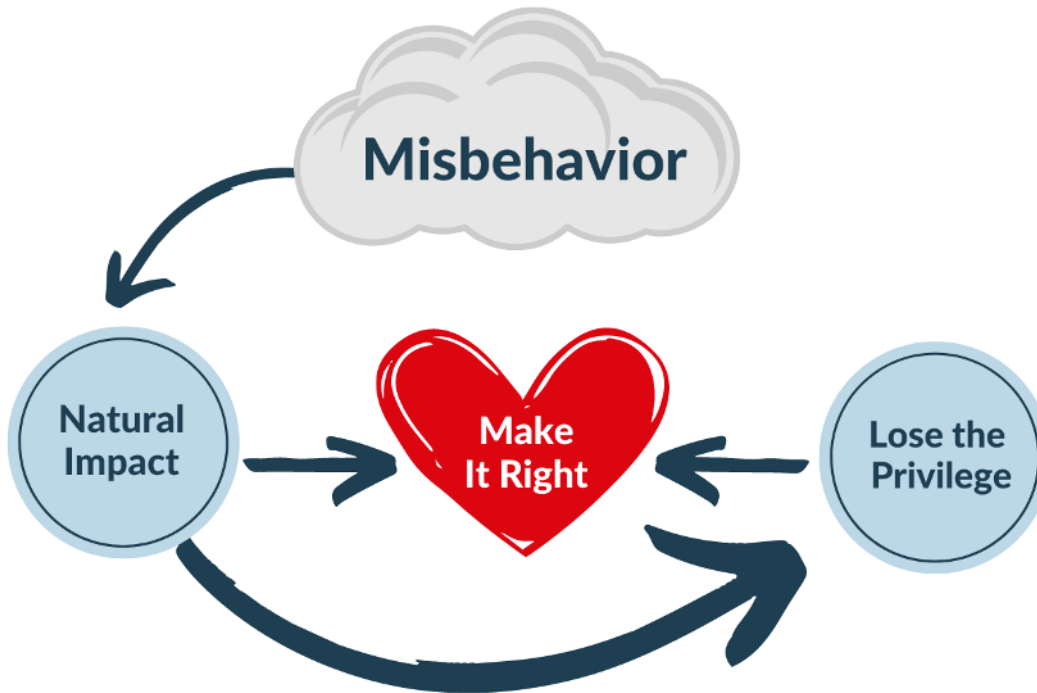 Misbehavior
Natural
Impact
Make
It Right
Lose the
Privilege